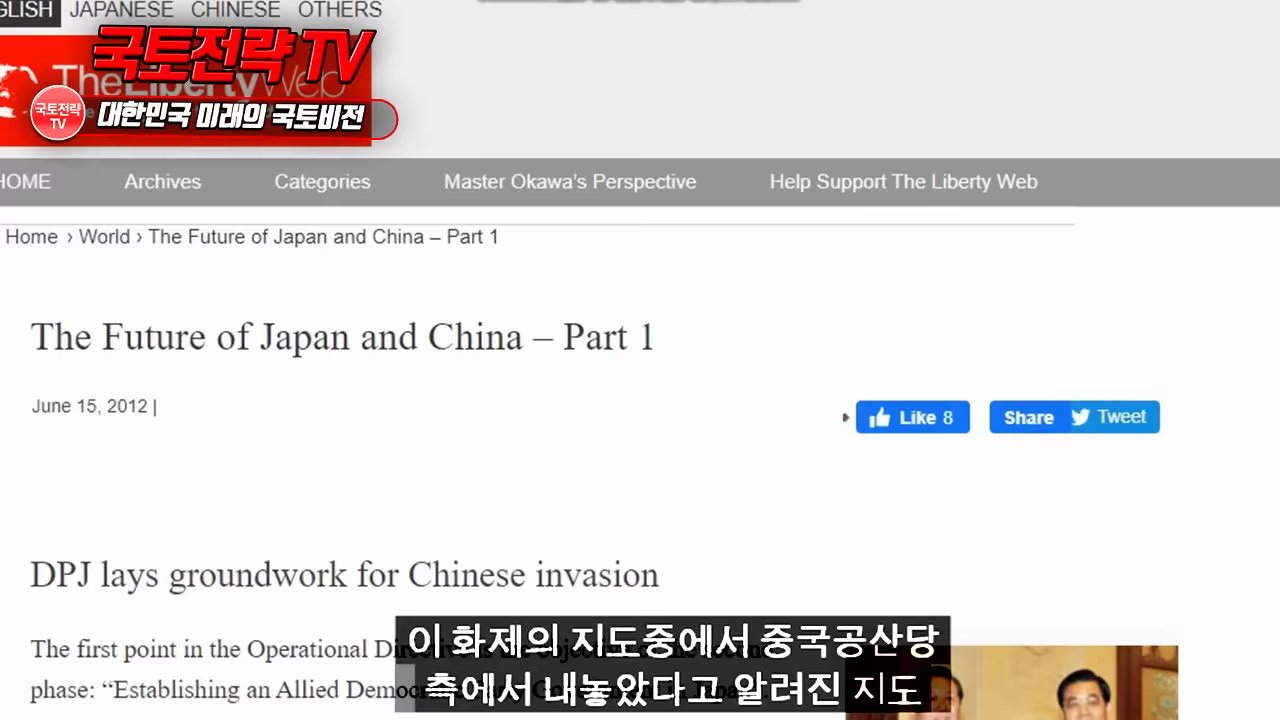 GLISH JAPANESE CHINESE OTHERS
국토전략 TV
TheLibertyWeb
국토전략
TV
대한민국 미래의 국토비전
HOME Archives Categories Master Okawa's Perspective Help Support The Liberty Web
Home › World › The Future of Japan and China – Part 1
The Future of Japan and China – Part 1
June 15, 2012 |
Like 8 Share Tweet
DPJ lays groundwork for Chinese invasion
The first point in the Operational
phase: “Establishing an Allied
이 화제의 지도중에서 중국공산당
측에서 내놓았다고 알려진 지도